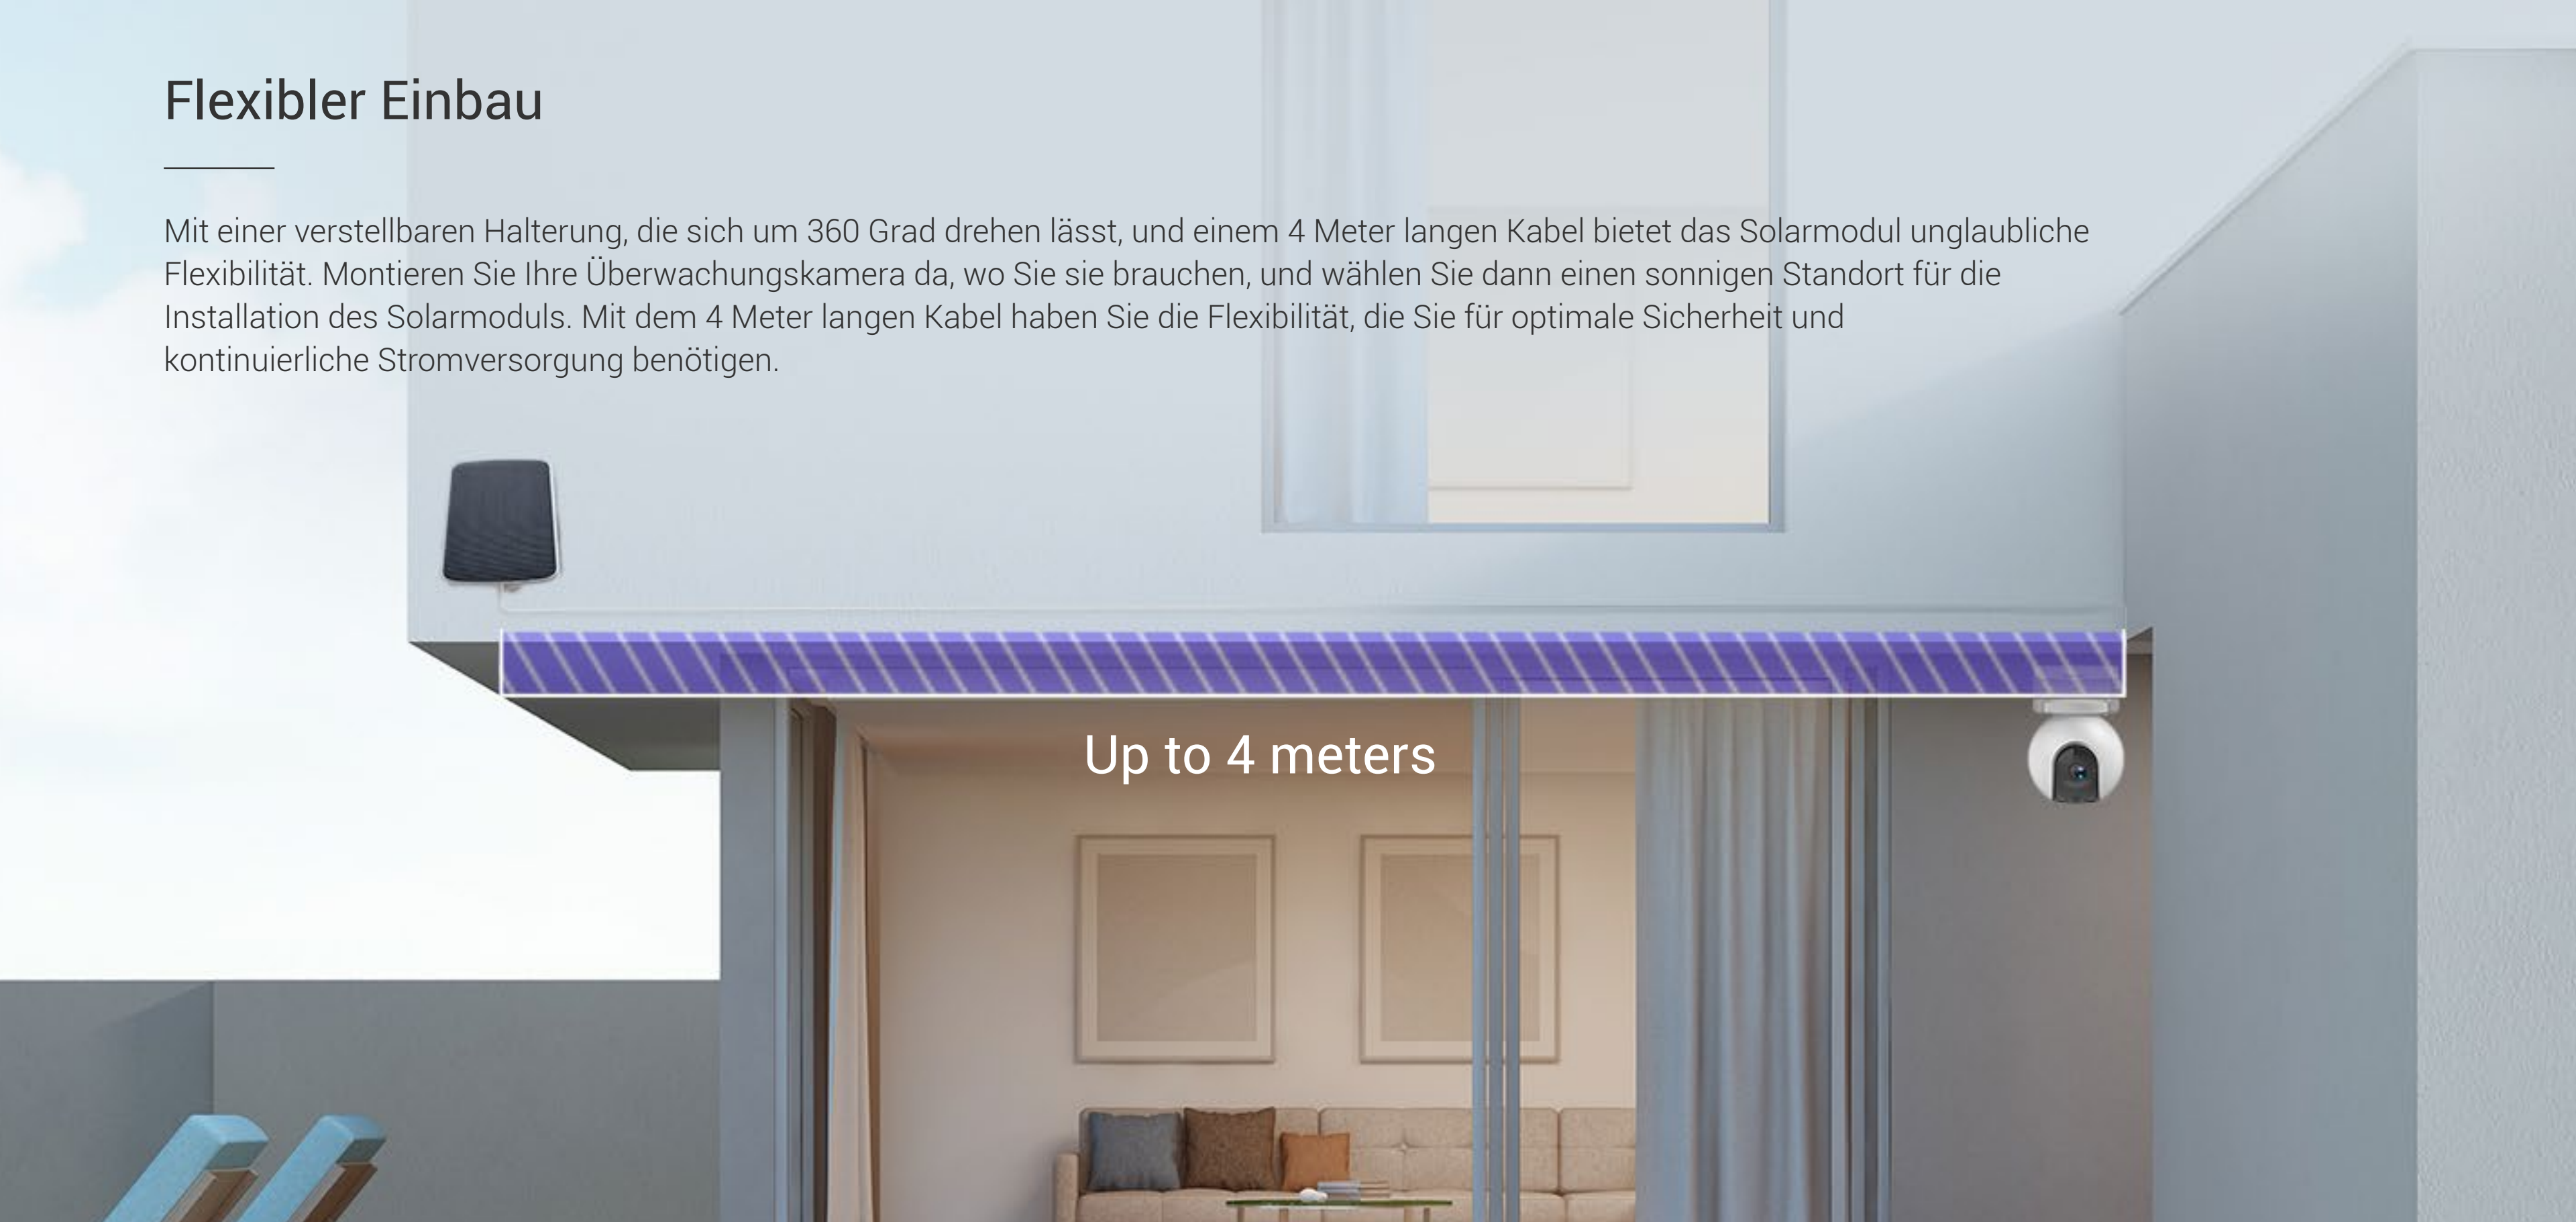 Flexibler Einbau
Mit einer verstellbaren Halterung, die sich um 360 Grad drehen lässt, und einem 4 Meter langen Kabel bietet das Solarmodul unglaubliche
Flexibilität. Montieren Sie Ihre Überwachungskamera da, wo Sie sie brauchen, und wählen Sie dann einen sonnigen Standort für die
Installation des Solarmoduls. Mit dem 4 Meter langen Kabel haben Sie die Flexibilität, die Sie für optimale Sicherheit und
kontinuierliche Stromversorgung benötigen.
Up to 4 meters